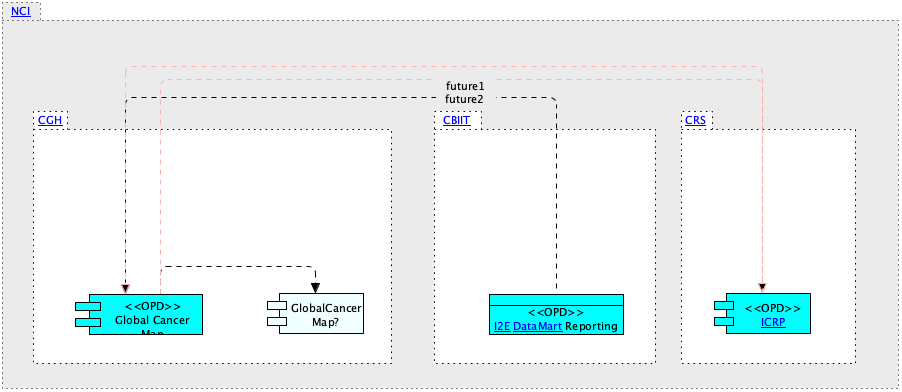 NCI
future1
future2
CGH
CBIIT
CRS
<<OPD>>
Global Cancer
Map
GlobalCancer
Map?
<<OPD>>
I2E DataMart Reporting
<<OPD>>
ICRP